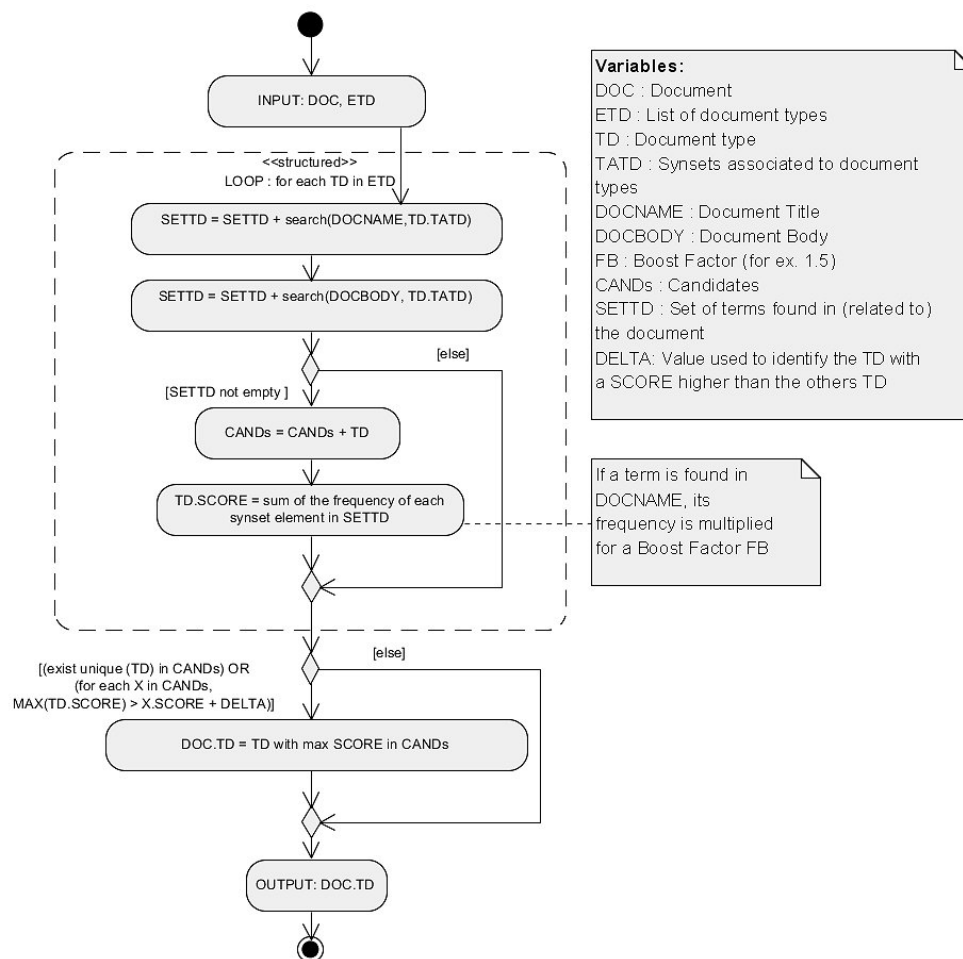 INPUT: DOC, ETD
<<structured>>
LOOP : for each TD in ETD
SETTD = SETTD + search(DOCNAME,TD.TATD)
SETTD = SETTD + search(DOCBODY, TD.TATD)
[else]
[SETTD not empty ]
CANDs = CANDs + TD
TD.SCORE = sum of the frequency of each
synset element in SETTD
[else]
[(exist unique (TD) in CANDs) OR
(for each X in CANDs,
MAX(TD.SCORE) > X.SCORE + DELTA)]
DOC.TD = TD with max SCORE in CANDs
OUTPUT: DOC.TD
Variables:
DOC : Document
ETD : List of document types
TD : Document type
TATD : Synsets associated to document
types
DOCNAME : Document Title
DOCBODY : Document Body
FB : Boost Factor (for ex. 1.5)
CANDs : Candidates
SETTD : Set of terms found in (related to)
the document
DELTA: Value used to identify the TD with
a SCORE higher than the others TD
If a term is found in
DOCNAME, its
frequency is multiplied
for a Boost Factor FB